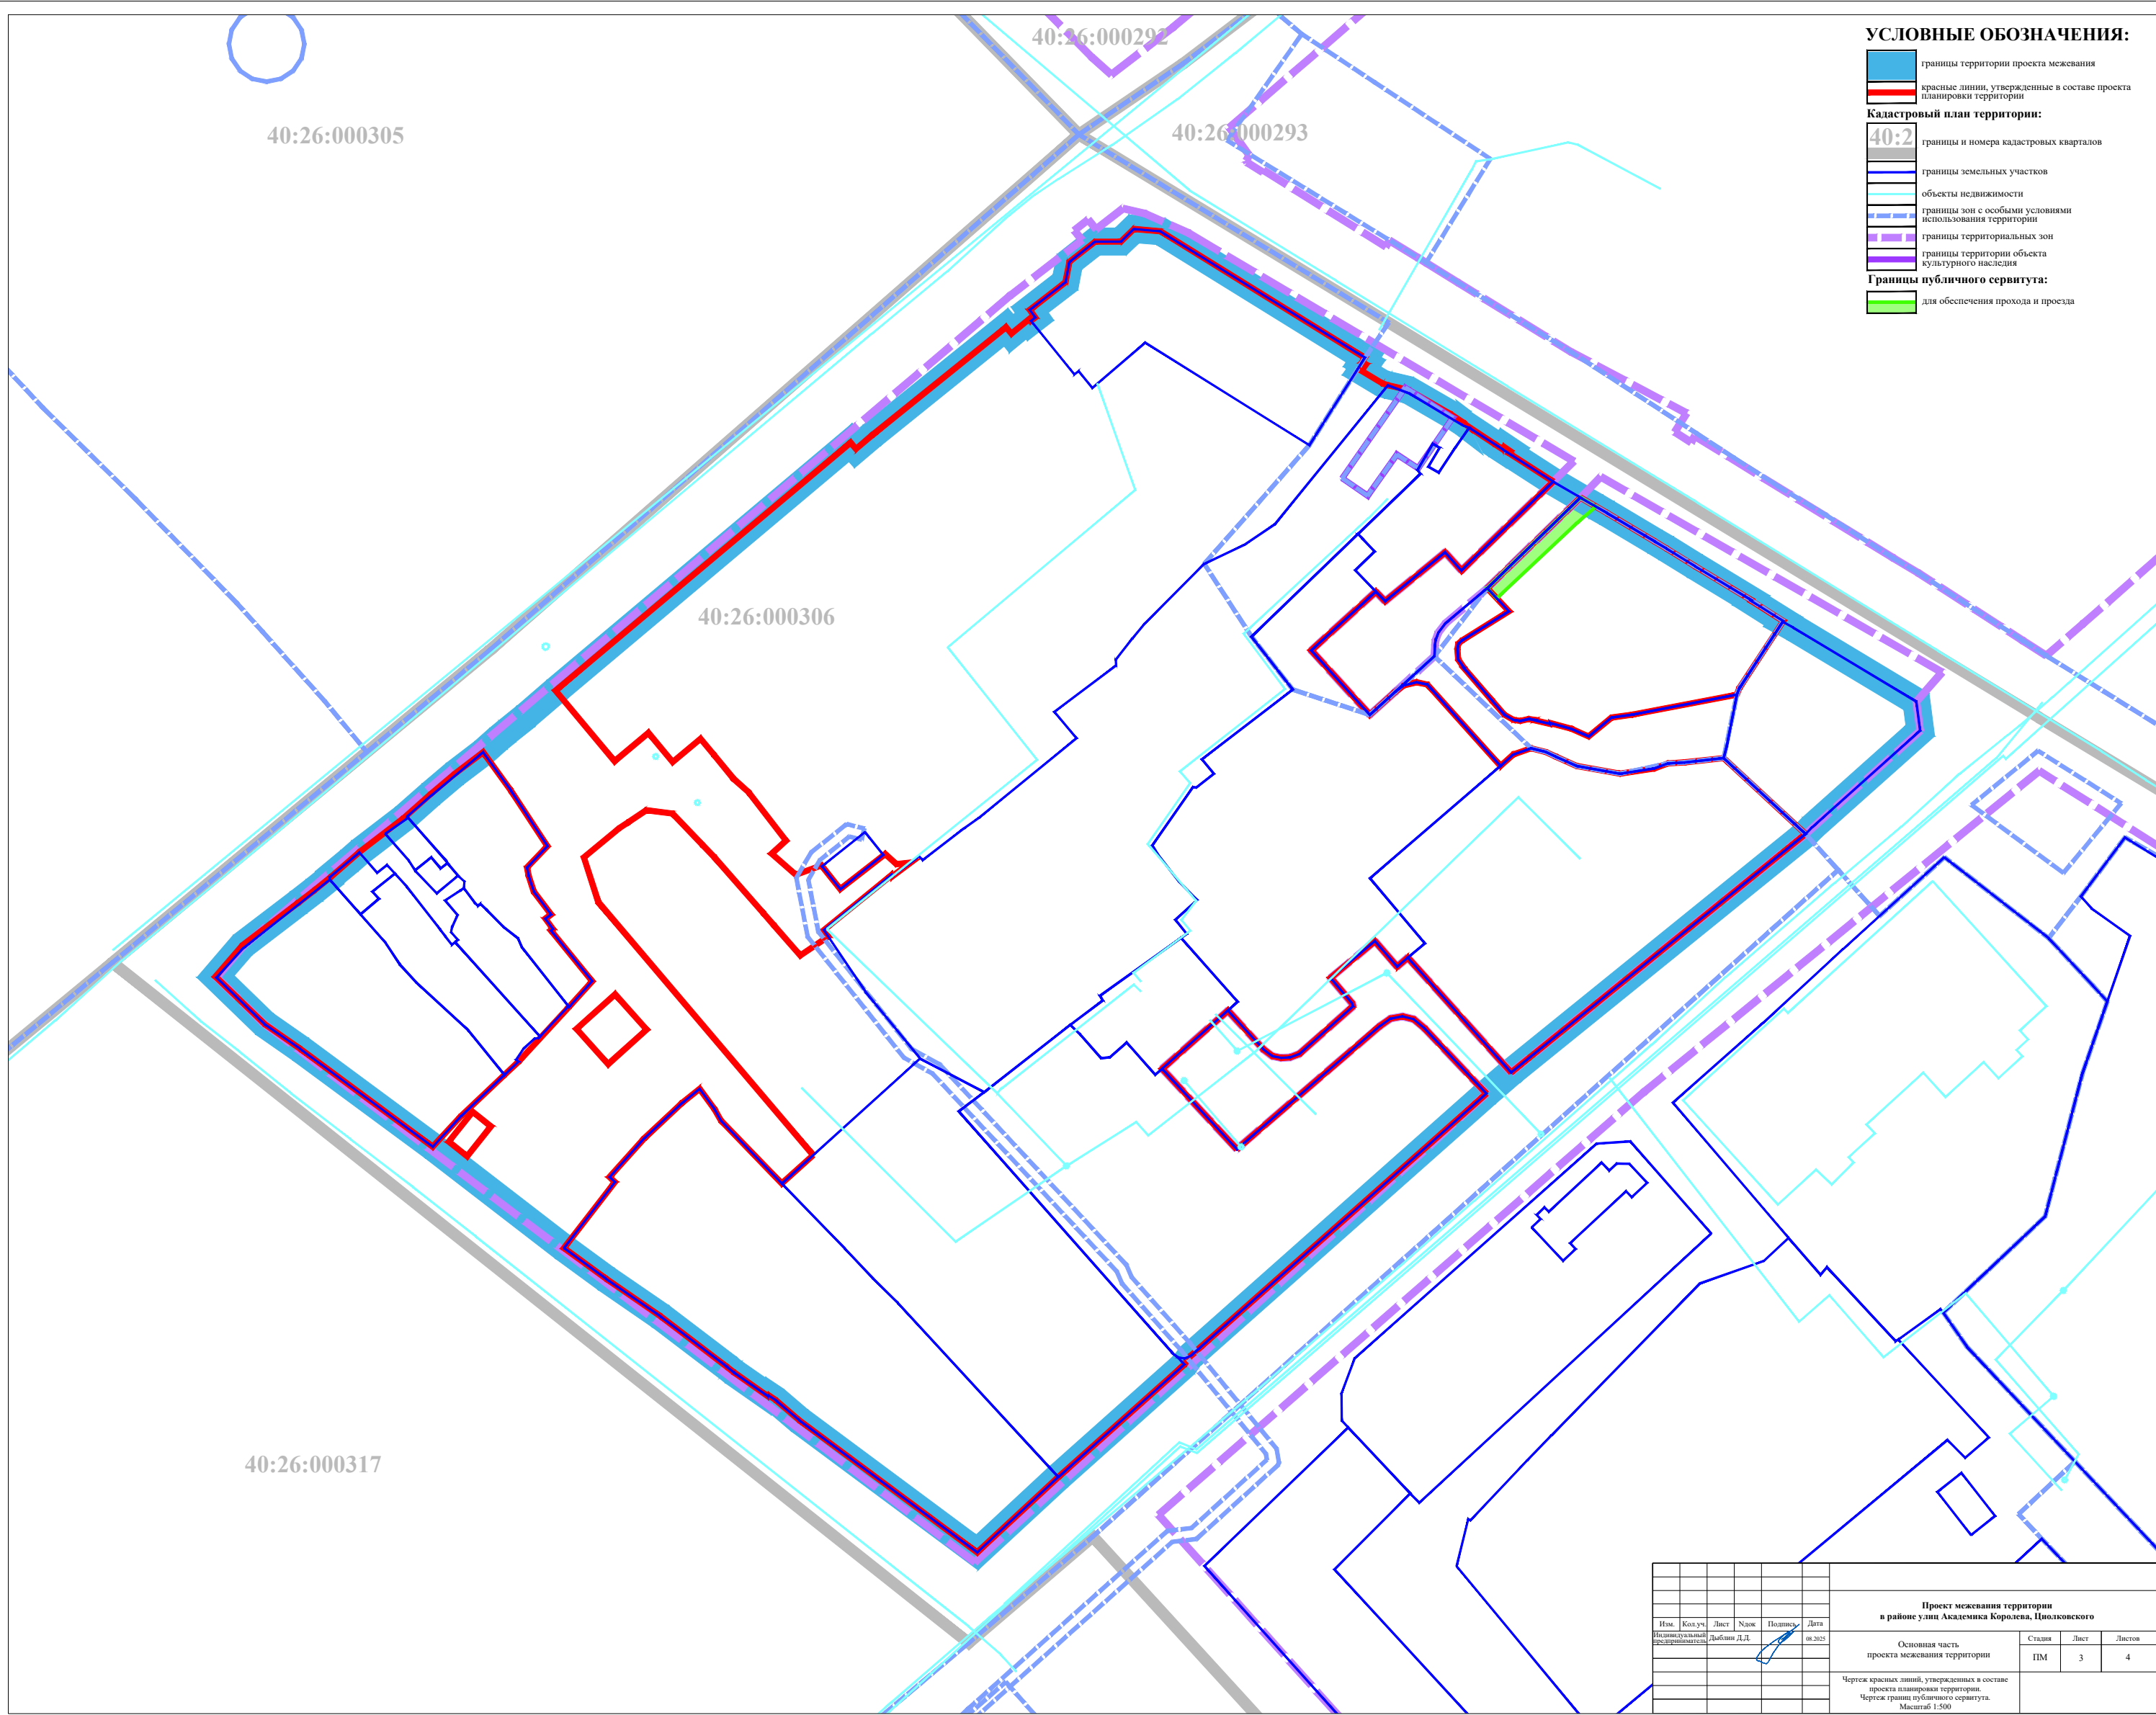 40:26:000292
40:26:000305
40:26:000293
40:26:000306
40:26:000317
УСЛОВНЫЕ ОБОЗНАЧЕНИЯ:
границы территории проекта межевания
красные линии, утвержденные в составе проекта
планировки территории
Кадастровый план территории:
40:2
границы и номера кадастровых кварталов
границы земельных участков
объекты недвижимости
границы зон с особыми условиями
использования территории
границы территориальных зон
границы территории объекта
культурного наследия
Границы публичного сервитута:
для обеспечения прохода и проезда
Проект межевания территории
в районе улиц Академика Королева, Циолковского
Изм. Кол.уч. Лист №док Подпись Дата
Индивидуальный
предприниматель
Дыблин Д.Д. 08.2025
Основная часть
проекта межевания территории
Стадия Лист Листов
ПМ 3 4
Чертеж красных линий, утвержденных в составе
проекта планировки территории.
Чертеж границ публичного сервитута.
Масштаб 1:500